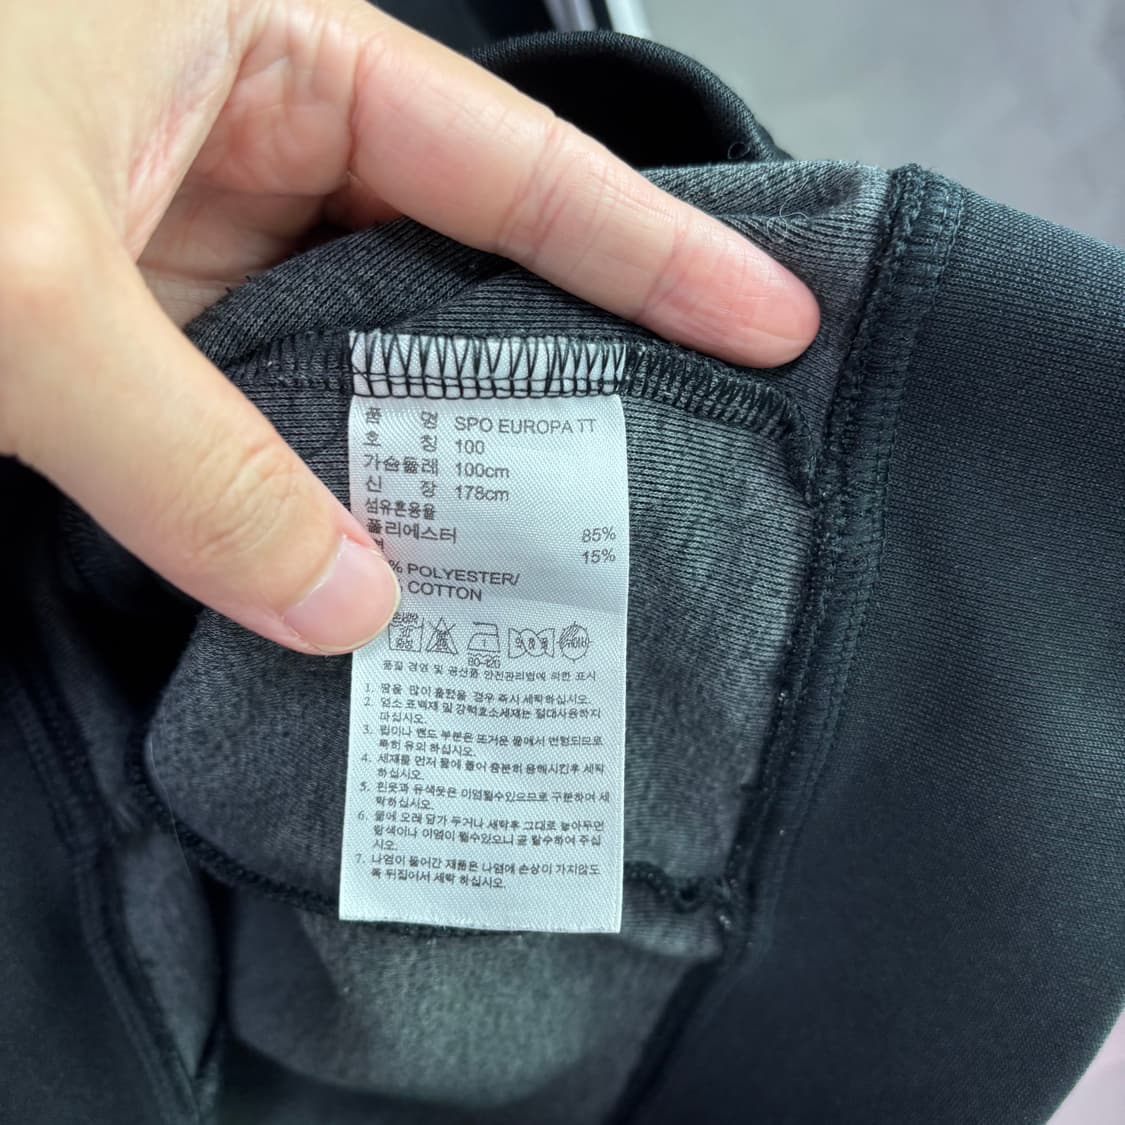 품 명 SPO EUROPA TT
호 칭 100
가슴둘레 100cm
신 장 178cm
섬유혼용율
폴리에스터 85%
15%
% POLYESTER/
COTTON
80-120
품질 경영 및 공산품 안전관리법에 의한 표시
1. 땀을 많이 흘렸을 경우 즉시 세탁하십시오.
2. 염소 표백제 및 강력효소세제는 절대사용하지
마십시오.
3. 립이나 밴드 부분은 뜨거운 물에서 변형되므로
특히 유의 하십시오.
4. 세제를 먼저 물에 풀어 충분히 용해시킨후 세탁
하십시오.
5. 흰옷과 유색옷은 이염될수있으므로 구분하여 세
탁하십시오.
6. 물에 오래 담가 두거나 세탁후 그대로 놓아두면
탈색이나 이염이 될수있으니 곧 탈수하여 주십
시오.
7. 나염이 들어간 제품은 나염에 손상이 가지않도
록 뒤집어서 세탁 하십시오.